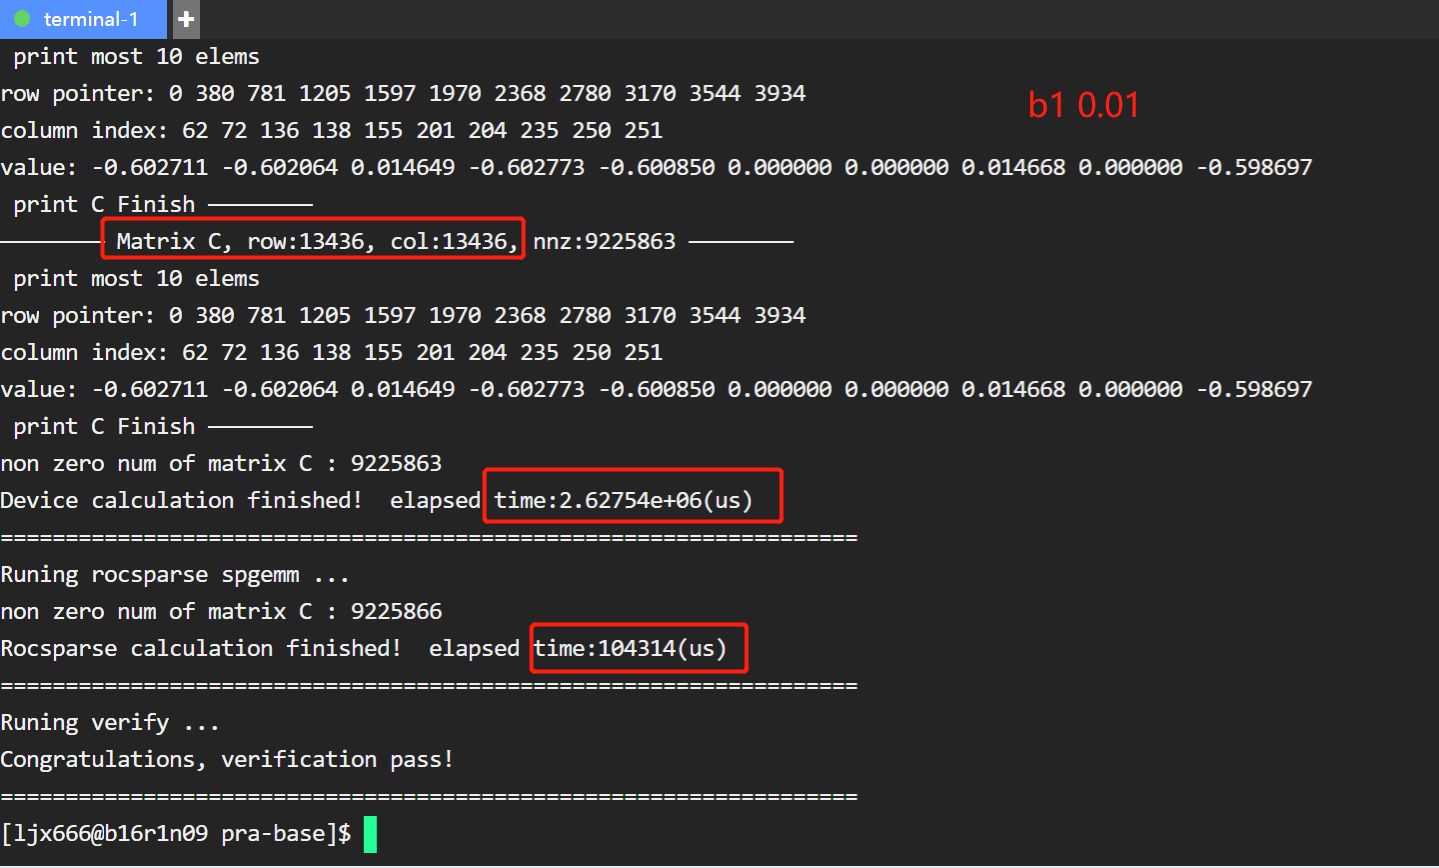 terminal-1 +
print most 10 elems
row pointer: 0 380 781 1205 1597 1970 2368 2780 3170 3544 3934
b1 0.01
column index: 62 72 136 138 155 201 204 235 250 251
value: -0.602711 -0.602064 0.014649 -0.602773 -0.600850 0.000000 0.000000 0.014668 0.000000 -0.598697
print C Finish ————————
———————— Matrix C, row:13436, col:13436, nnz:9225863 ————————
print most 10 elems
row pointer: 0 380 781 1205 1597 1970 2368 2780 3170 3544 3934
column index: 62 72 136 138 155 201 204 235 250 251
value: -0.602711 -0.602064 0.014649 -0.602773 -0.600850 0.000000 0.000000 0.014668 0.000000 -0.598697
print C Finish ————————
non zero num of matrix C : 9225863
Device calculation finished!  elapsed time:2.62754e+06(us)
==================================================================
Runing rocsparse spgemm ...
non zero num of matrix C : 9225866
Rocsparse calculation finished!  elapsed time:104314(us)
==================================================================
Runing verify ...
Congratulations, verification pass!
==================================================================
[ljx666@b16r1n09 pra-base]$